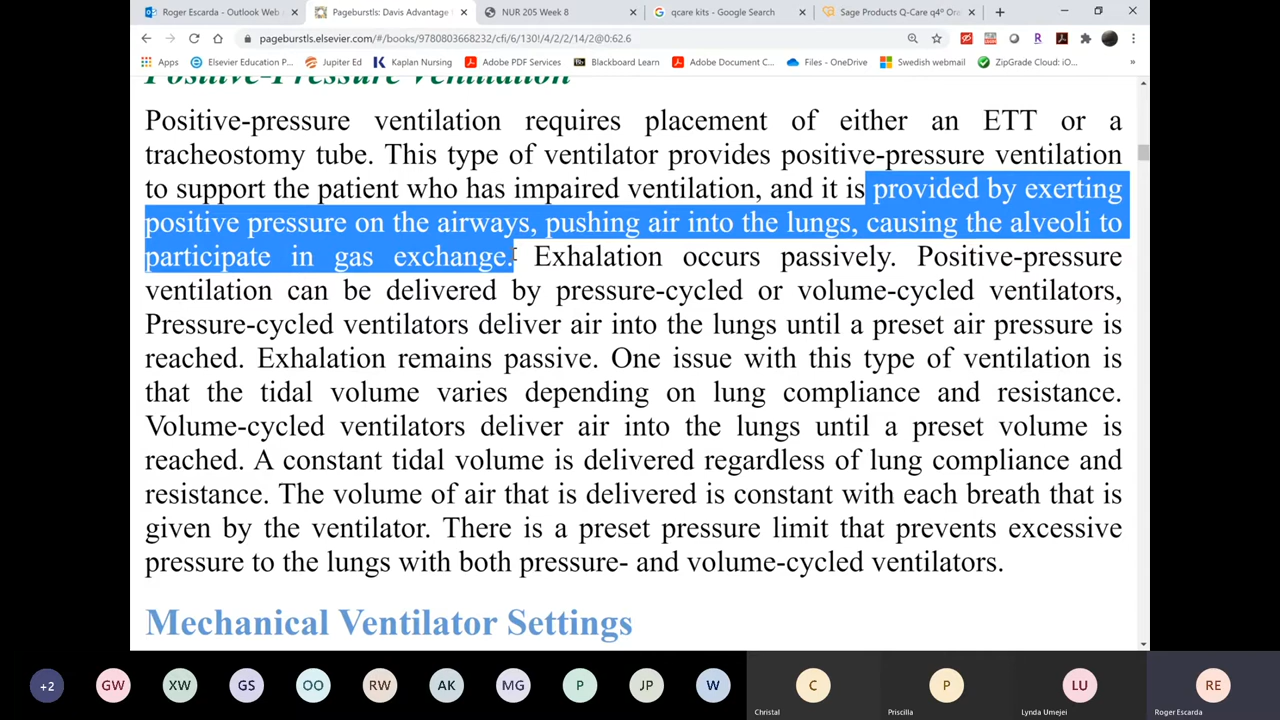 Roger Escarda - Outlook Web
Pageburstls: Davis Advantage
NUR 205 Week 8
qcare kits - Google Search
Sage Products Q-Care q4º Ora
pageburstls.elsevier.com/#/books/9780803668232/cfi/6/130!/4/2/2/14/2@0:62.6
Apps
Elsevier Education P...
Jupiter Ed
Kaplan Nursing
Adobe PDF Services
Blackboard Learn
Adobe Document C...
Files - OneDrive
Swedish webmail
ZipGrade Cloud: iO...
Positive-Pressure Ventilation
Positive-pressure ventilation requires placement of either an ETT or a
tracheostomy tube. This type of ventilator provides positive-pressure ventilation
to support the patient who has impaired ventilation, and it is provided by exerting
positive pressure on the airways, pushing air into the lungs, causing the alveoli to
participate in gas exchange. Exhalation occurs passively. Positive-pressure
ventilation can be delivered by pressure-cycled or volume-cycled ventilators,
Pressure-cycled ventilators deliver air into the lungs until a preset air pressure is
reached. Exhalation remains passive. One issue with this type of ventilation is
that the tidal volume varies depending on lung compliance and resistance.
Volume-cycled ventilators deliver air into the lungs until a preset volume is
reached. A constant tidal volume is delivered regardless of lung compliance and
resistance. The volume of air that is delivered is constant with each breath that is
given by the ventilator. There is a preset pressure limit that prevents excessive
pressure to the lungs with both pressure- and volume-cycled ventilators.
Mechanical Ventilator Settings
+2
GW
XW
GS
OO
RW
AK
MG
P
JP
W
C
P
LU
RE
Christal
Priscilla
Lynda Umejei
Roger Escarda